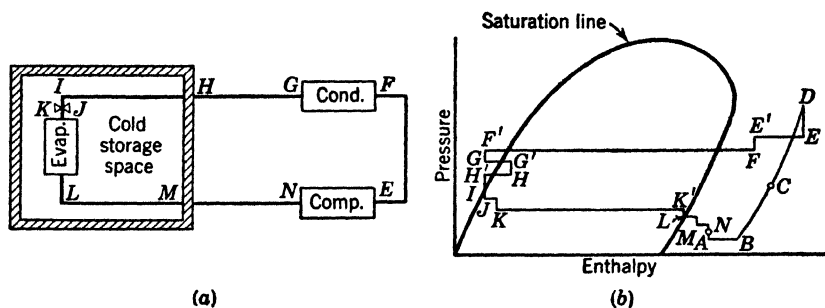 I
H
G
Cond.
F
K
J
Evap.
Cold
storage
space
L
M
N
Comp.
E
(a)
Saturation line
Pressure
D
F'
E'
E
G
G'
F
H'
H
C
I
J
K
K'
L
M
A
N
B
Enthalpy
(b)